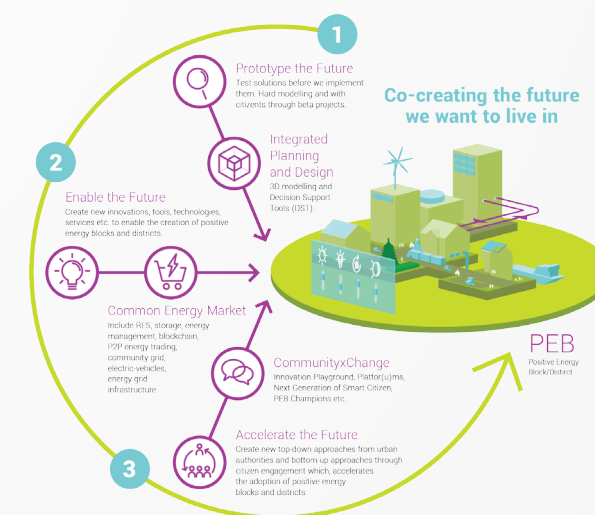 1
Prototype the Future
Test solutions before we implement
them. Hard modelling and with
citizents through beta projects.
Co-creating the future
we want to live in
Integrated
Planning
and Design
3D modelling and
Decision Support
Tools (DST).
2
Enable the Future
Create new innovations, tools, technologies,
services etc. to enable the creation of positive
energy blocks and districts.
Common Energy Market
Include RES, storage, energy
management, blockchain,
P2P energy trading,
community grid,
electric-vehicles,
energy grid
infrastructure
PEB
Positive Energy
Block/Distirct
CommunityxChange
Innovation Playground, Platfor(u)ms,
Next Generation of Smart Citizen,
PEB Champions etc.
3
Accelerate the Future
Create new top-down approaches from urban
authorities and bottom up approaches through
citizen engagement which, accelerates
the adoption of positive energy
blocks and districts.